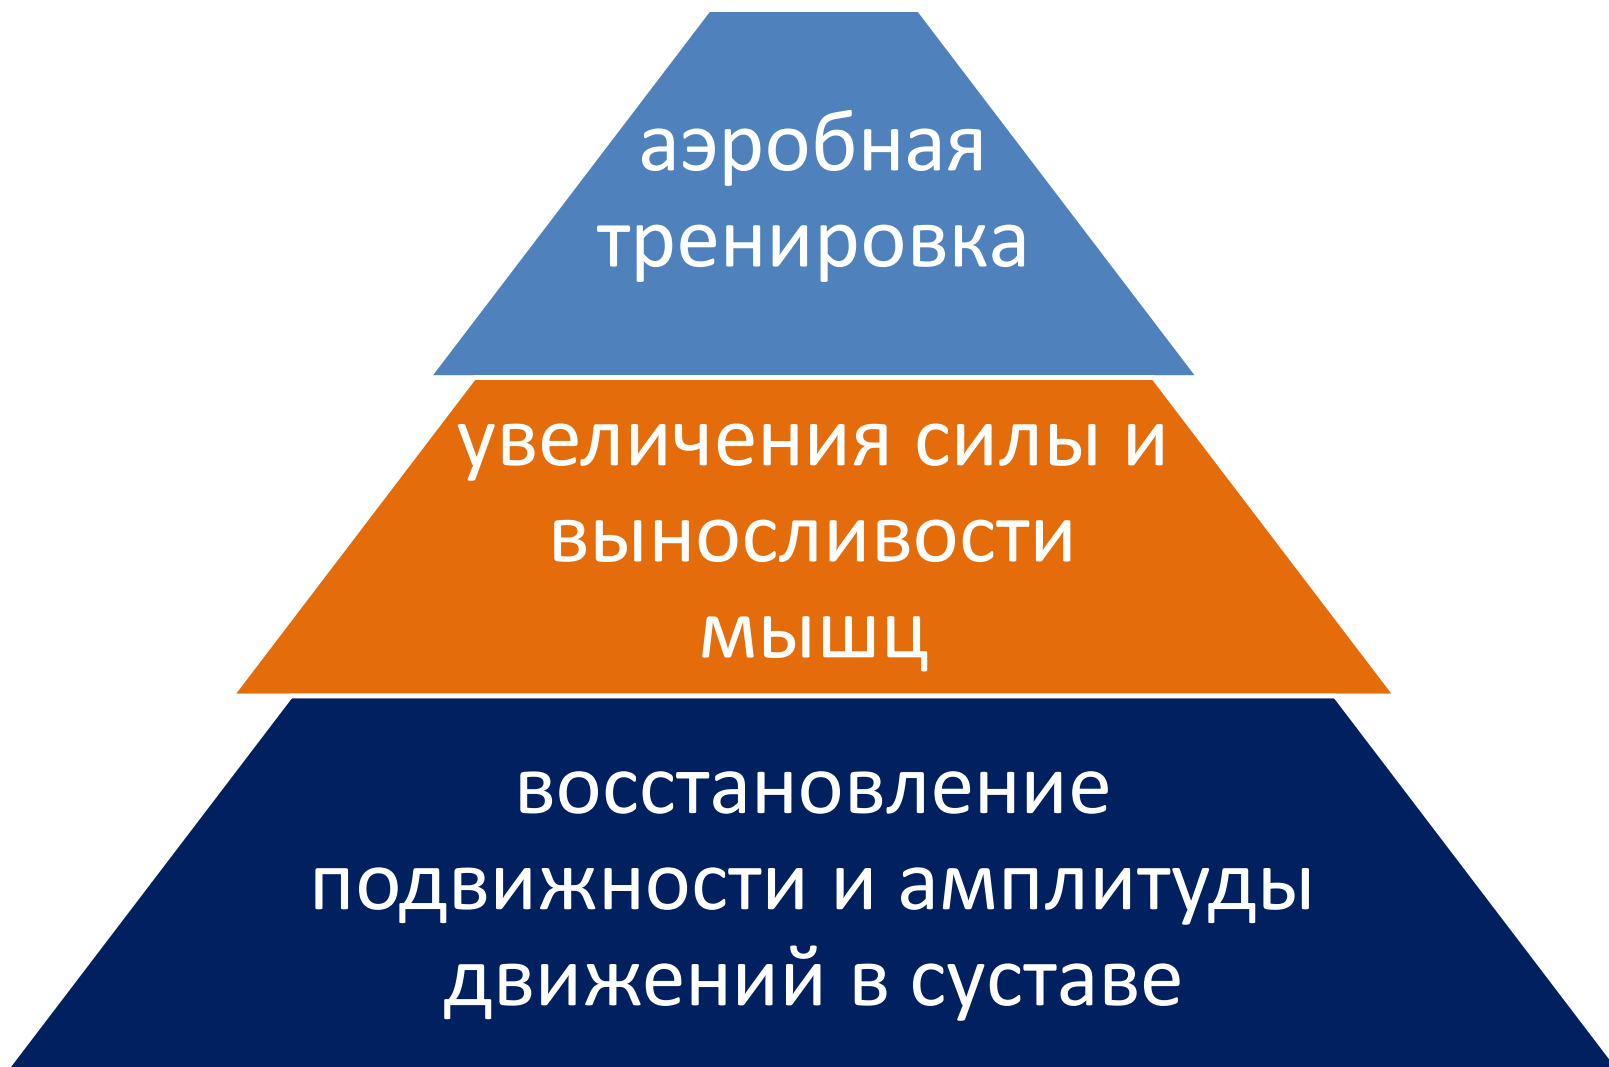 аэробная
тренировка
увеличения силы и
выносливости
мышц
восстановление
подвижности и амплитуды
движений в суставе